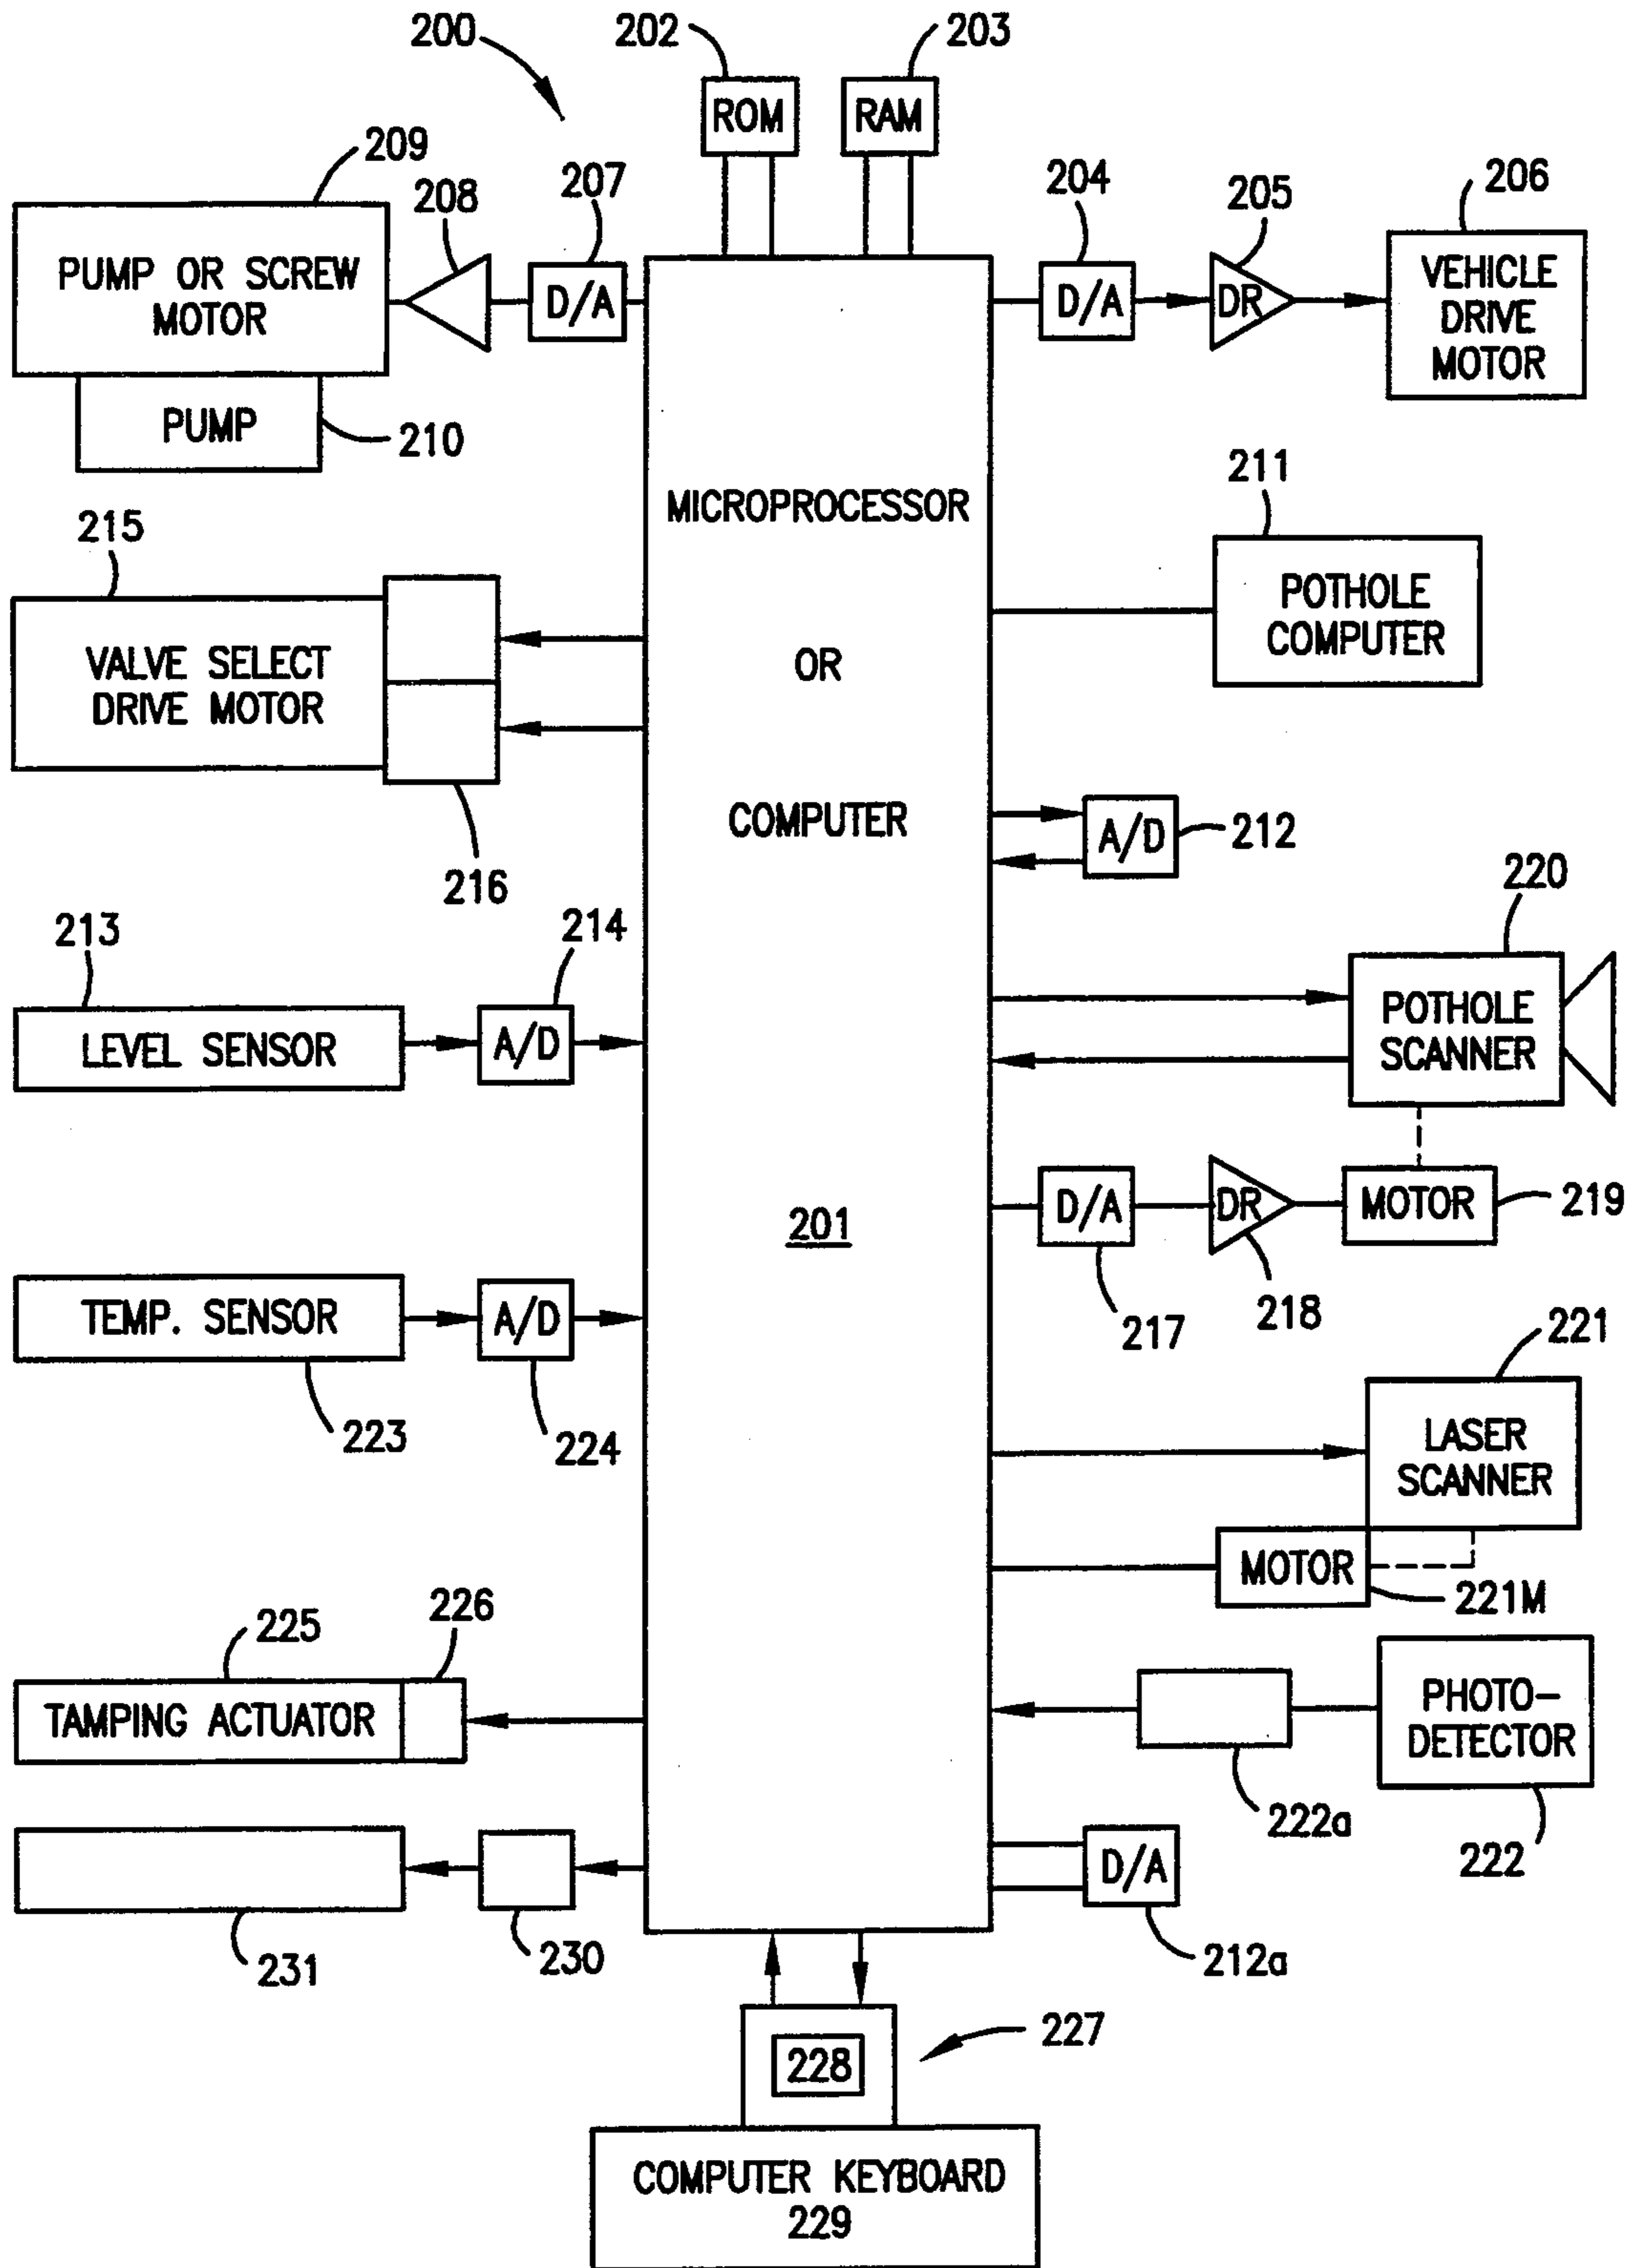 200
202
203
ROM
RAM
209
208
207
204
205
206
PUMP OR SCREW
MOTOR
D/A
D/A
DR
VEHICLE
DRIVE
MOTOR
PUMP
210
211
215
MICROPROCESSOR
POTHOLE
COMPUTER
VALVE SELECT
DRIVE MOTOR
OR
216
COMPUTER
A/D
212
220
213
214
LEVEL SENSOR
A/D
POTHOLE
SCANNER
201
D/A
DR
MOTOR
219
217
218
TEMP. SENSOR
A/D
223
224
221
LASER
SCANNER
MOTOR
221M
225
226
TAMPING ACTUATOR
PHOTO-
DETECTOR
222a
222
D/A
212a
231
230
227
228
COMPUTER KEYBOARD
229